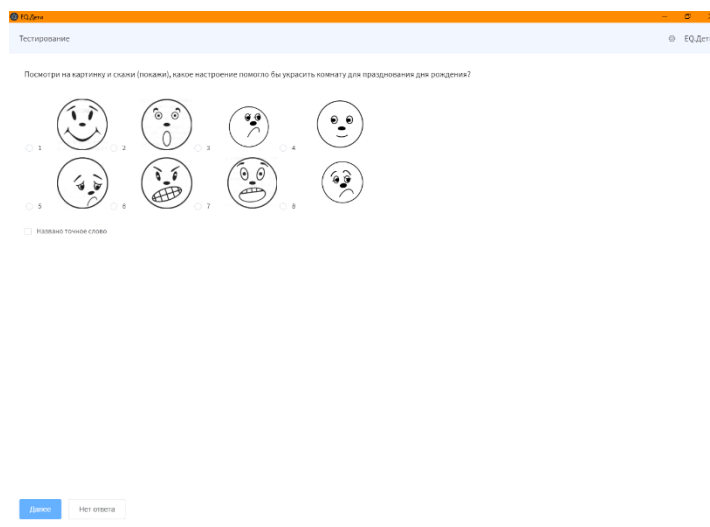 EQ.Дети
Тестирование
EQ.Дет
Посмотри на картинку и скажи (покажи), какое настроение помогло бы украсить комнату для празднования дня рождения?
1 2 3 4
5 6 7 8
Названо точное слово
Далее Нет ответа